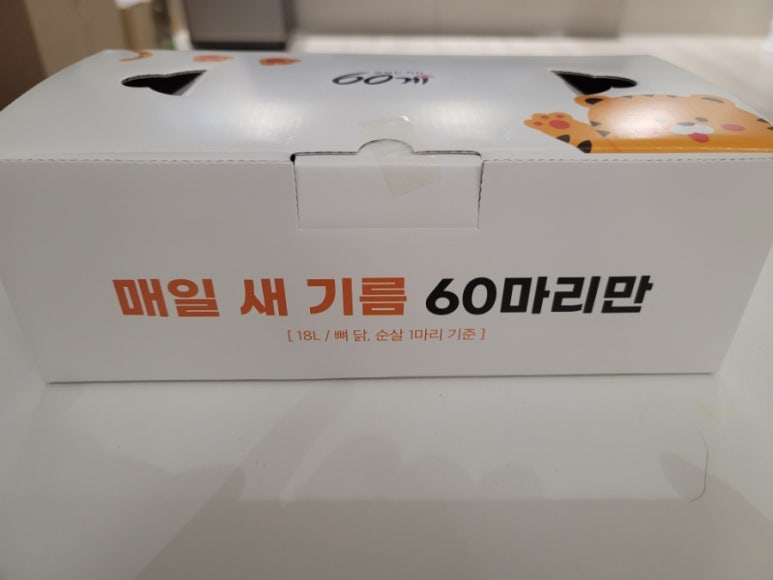 60
매일 새 기름 60마리만
[ 18L / 뼈 닭, 순살 1마리 기준 ]